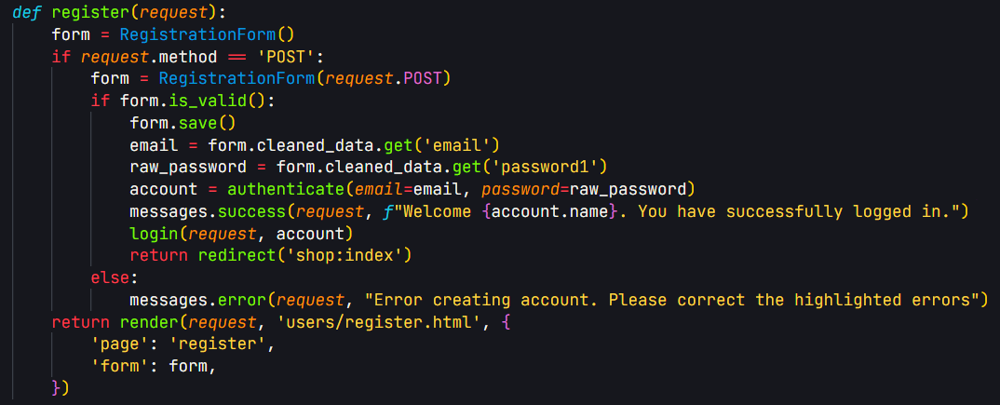 def register(request):
    form = RegistrationForm()
    if request.method == 'POST':
        form = RegistrationForm(request.POST)
        if form.is_valid():
            form.save()
            email = form.cleaned_data.get('email')
            raw_password = form.cleaned_data.get('password1')
            account = authenticate(email=email, password=raw_password)
            messages.success(request, f"Welcome {account.name}. You have successfully logged in.")
            login(request, account)
            return redirect('shop:index')
        else:
            messages.error(request, "Error creating account. Please correct the highlighted errors")
    return render(request, 'users/register.html', {
        'page': 'register',
        'form': form,
    })